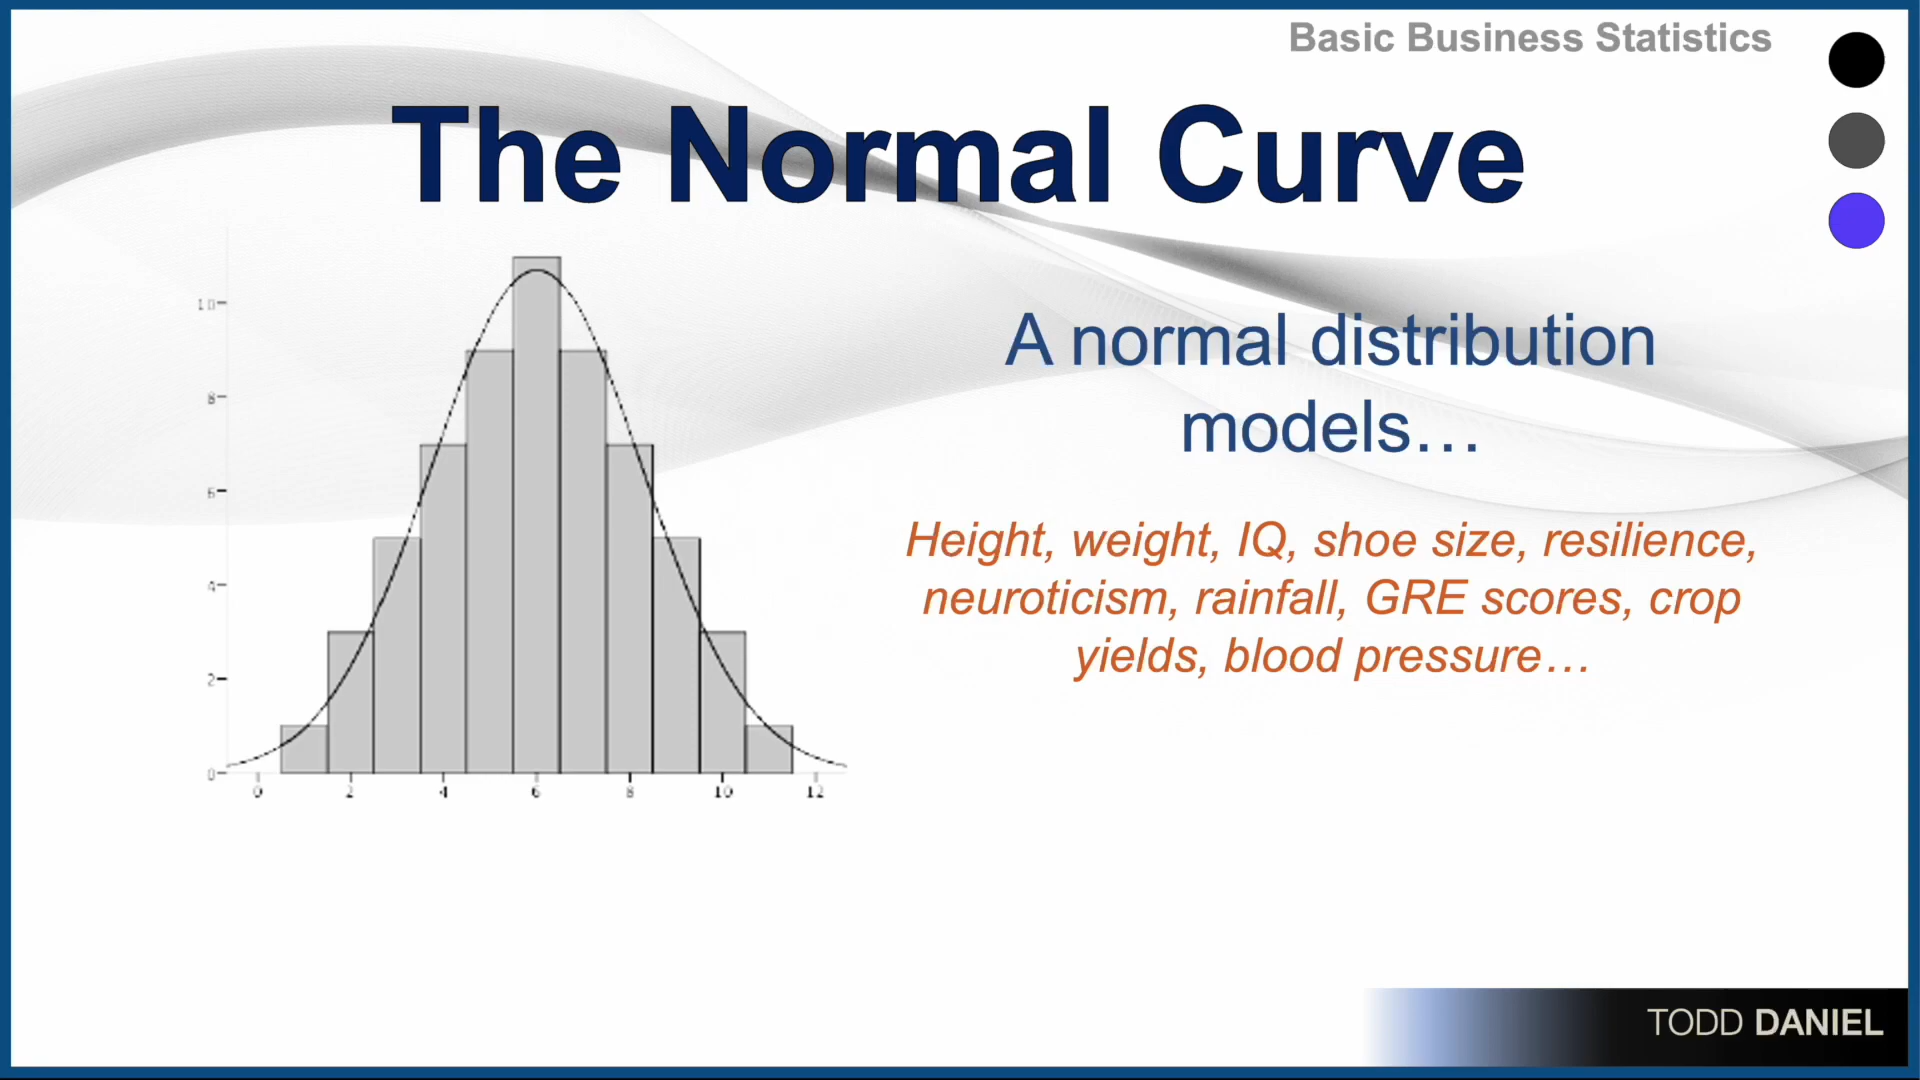 Basic Business Statistics
The Normal Curve
A normal distribution
models…
Height, weight, IQ, shoe size, resilience,
neuroticism, rainfall, GRE scores, crop
yields, blood pressure…
10
8
6
4
2
0
0 2 4 6 8 10 12
TODD DANIEL